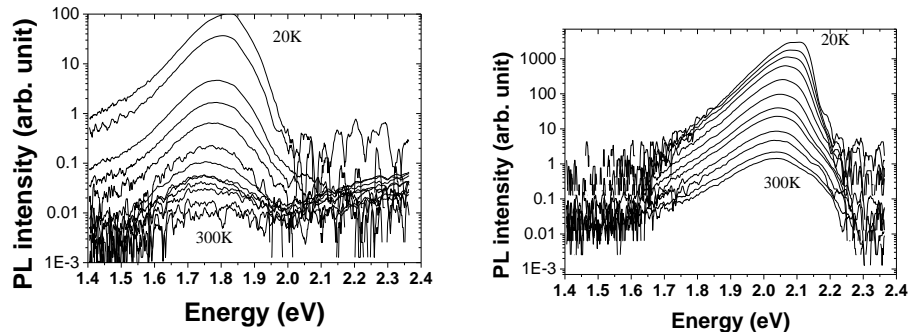 PL intensity (arb. unit)
100
10
1
0.1
0.01
1E-3
20K
300K
1.4 1.5 1.6 1.7 1.8 1.9 2.0 2.1 2.2 2.3 2.4
Energy (eV)
PL intensity (arb. unit)
1000
100
10
1
0.1
0.01
1E-3
20K
300K
1.4 1.5 1.6 1.7 1.8 1.9 2.0 2.1 2.2 2.3 2.4
Energy (eV)